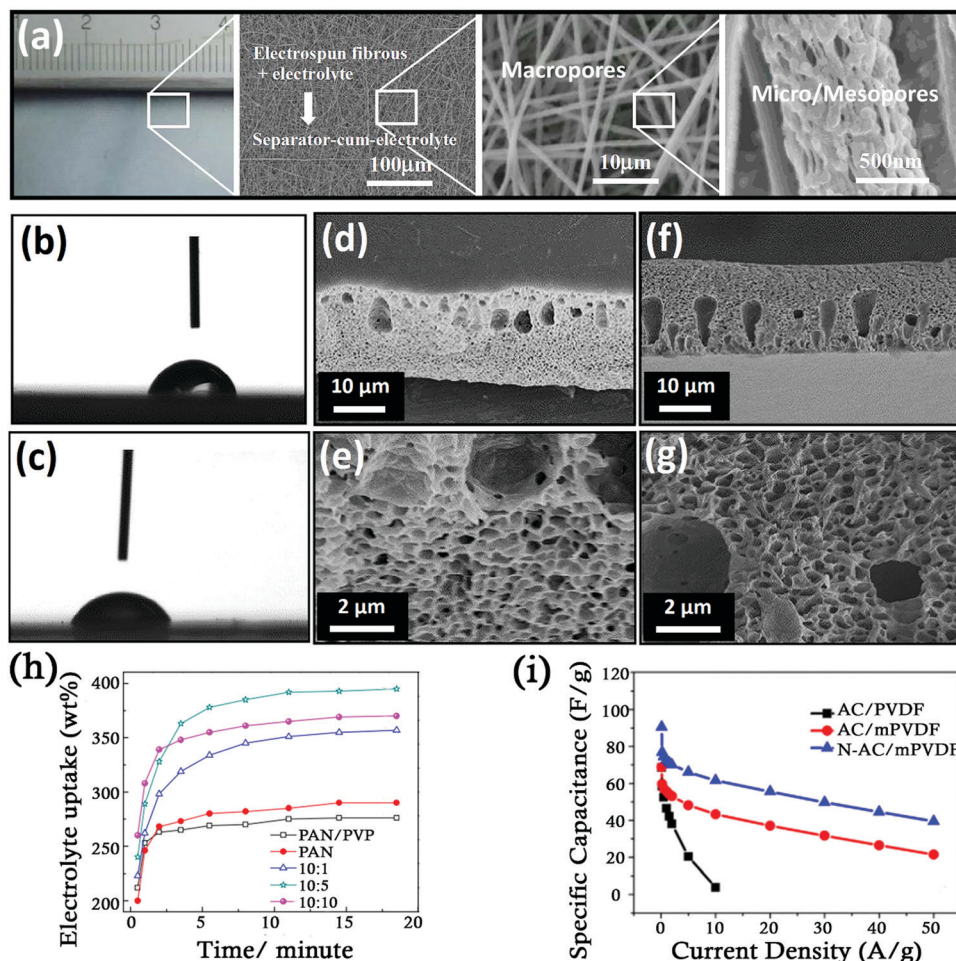 (a)
1 2 3 4
Electrospun fibrous
+ electrolyte
Separator-cum-electrolyte
100μm
Macropores
10μm
Micro/Mesopores
500nm
(b)
(d)
10 μm
(f)
10 μm
(c)
(e)
2 μm
(g)
2 μm
(h)
Electrolyte uptake (wt%)
400
350
300
250
200
PAN/PVP
PAN
10:1
10:5
10:10
0 5 10 15 20
Time/ minute
(i)
Specific Capacitance (F/g)
120
100
80
60
40
20
0
AC/PVDF
AC/mPVDF
N-AC/mPVDF
0 10 20 30 40 50
Current Density (A/g)